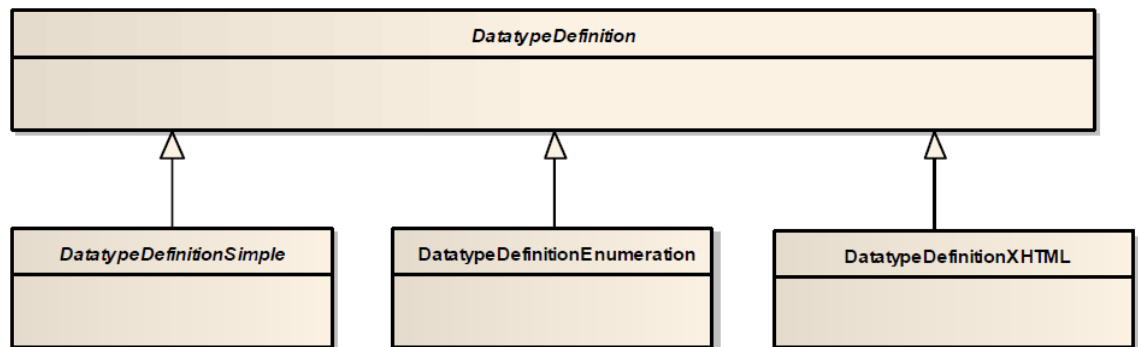 DatatypeDefinition
DatatypeDefinitionSimple
DatatypeDefinitionEnumeration
DatatypeDefinitionXHTML